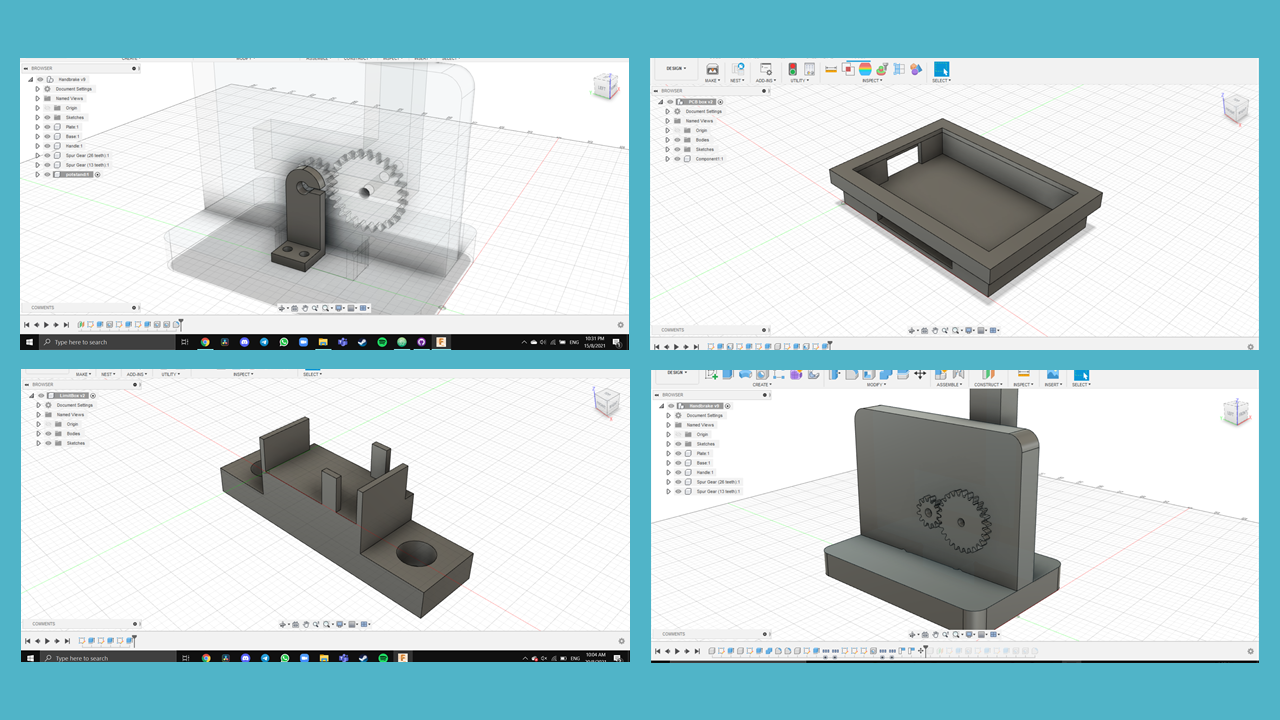 CREATE
MODIFY
ASSEMBLE
CONSTRUCT
INSPECT
INSERT
SELECT
BROWSER
Handbrake v9
Document Settings
Named Views
Origin
Sketches
Plate:1
Base:1
Handle:1
Spur Gear (26 teeth):1
Spur Gear (13 teeth):1
COMMENTS
Type here to search
ENG
10:31 PM
15/8/2021
DESIGN
MAKE
NEST
ADD-INS
UTILITY
INSPECT
SELECT
BROWSER
PCB box v2
Document Settings
Named Views
Origin
Bodies
Sketches
Component1:1
COMMENTS
MAKE
NEST
ADD-INS
UTILITY
INSPECT
SELECT
BROWSER
Document Settings
Named Views
Origin
Bodies
Sketches
COMMENTS
Type here to search
ENG
10:04 AM
DESIGN
CREATE
MODIFY
ASSEMBLE
CONSTRUCT
INSPECT
INSERT
SELECT
BROWSER
Handbrake v9
Document Settings
Named Views
Origin
Sketches
Plate:1
Base:1
Handle:1
Spur Gear (26 teeth):1
Spur Gear (13 teeth):1
COMMENTS